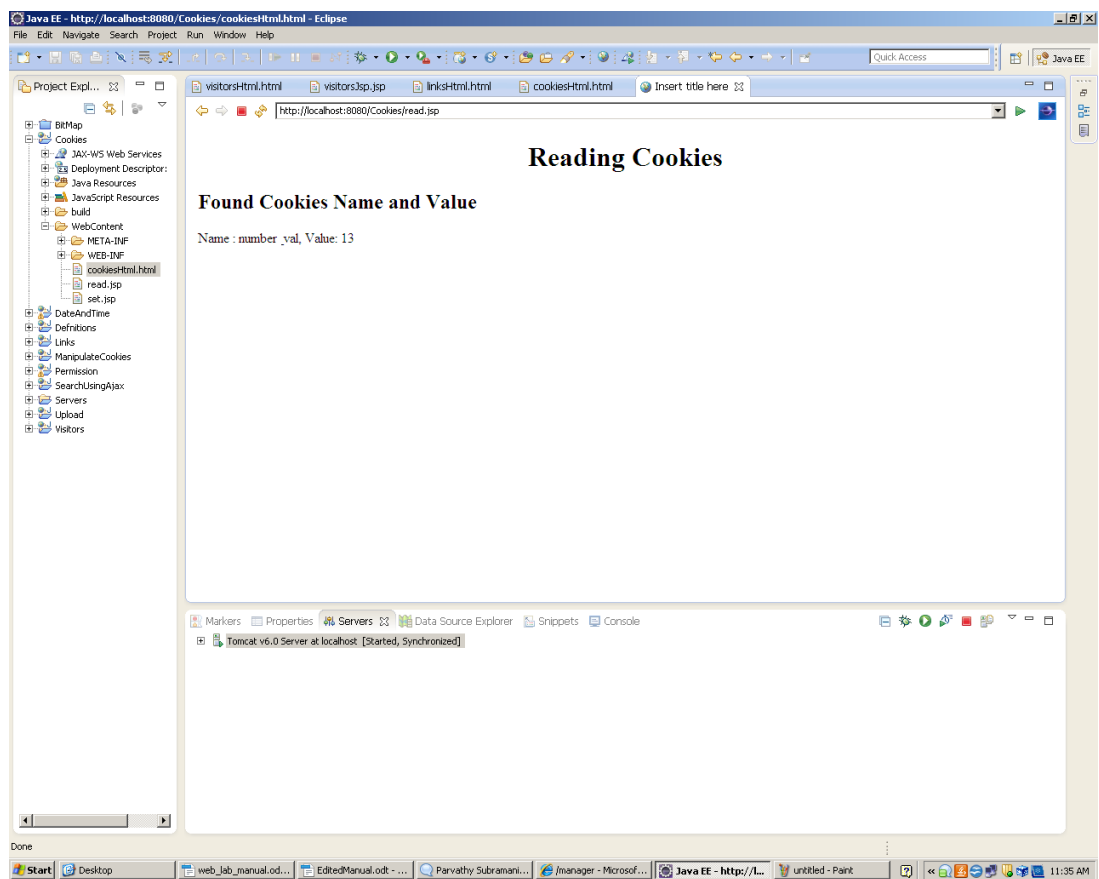 Java EE - http://localhost:8080/Cookies/cookiesHtml.html - Eclipse
File Edit Navigate Search Project Run Window Help
Quick Access
Java EE
Project Expl...
BitMap
Cookies
JAX-WS Web Services
Deployment Descriptor:
Java Resources
JavaScript Resources
build
WebContent
META-INF
WEB-INF
cookiesHtml.html
read.jsp
set.jsp
DateAndTime
Defnitions
Links
ManipulateCookies
Permission
SearchUsingAjax
Servers
Upload
Visitors
visitorsHtml.html visitorsJsp.jsp linksHtml.html cookiesHtml.html Insert title here
http://localhost:8080/Cookies/read.jsp
Reading Cookies
Found Cookies Name and Value
Name : number_val, Value: 13
Markers Properties Servers Data Source Explorer Snippets Console
Tomcat v6.0 Server at localhost [Started, Synchronized]
Done
Start Desktop web_lab_manual.od... EditedManual.odt - ... Parvathy Subramani... /manager - Microsof... Java EE - http://l... untitled - Paint 11:35 AM